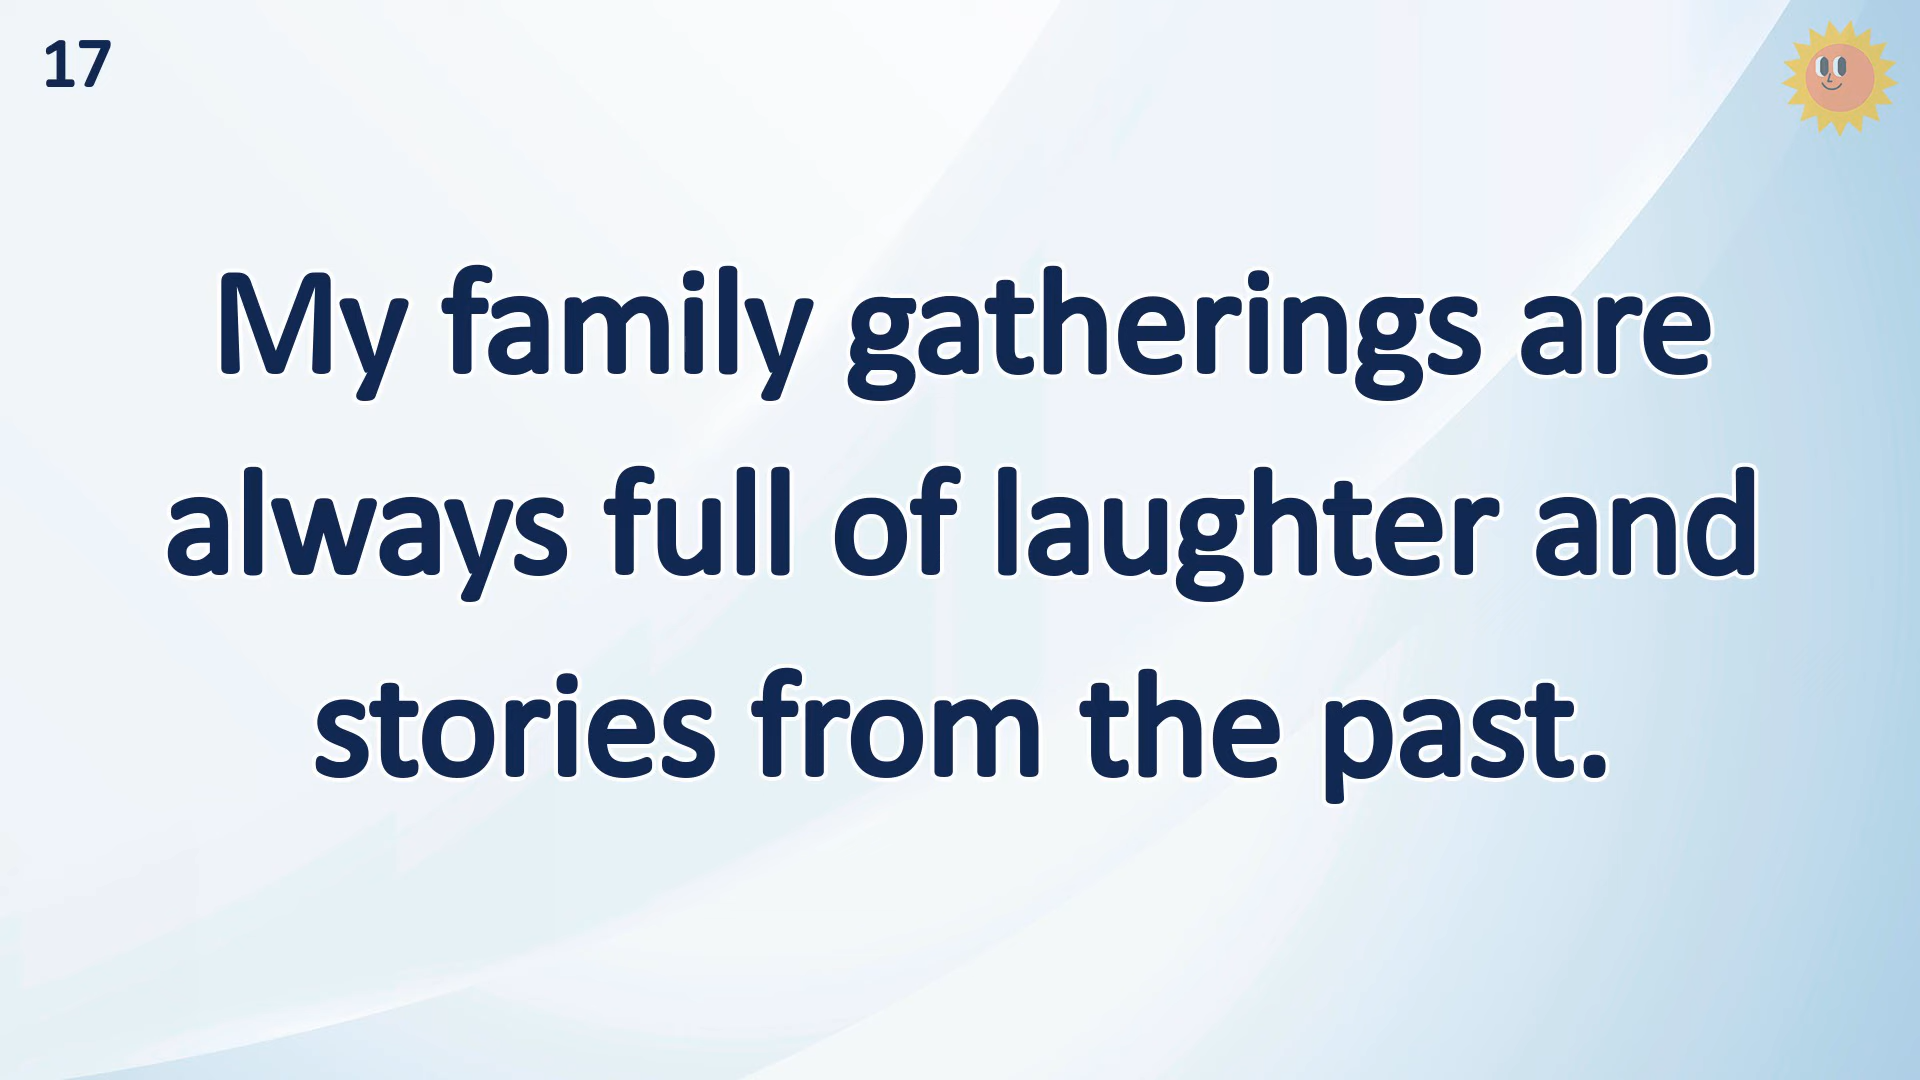 17
My family gatherings are
always full of laughter and
stories from the past.